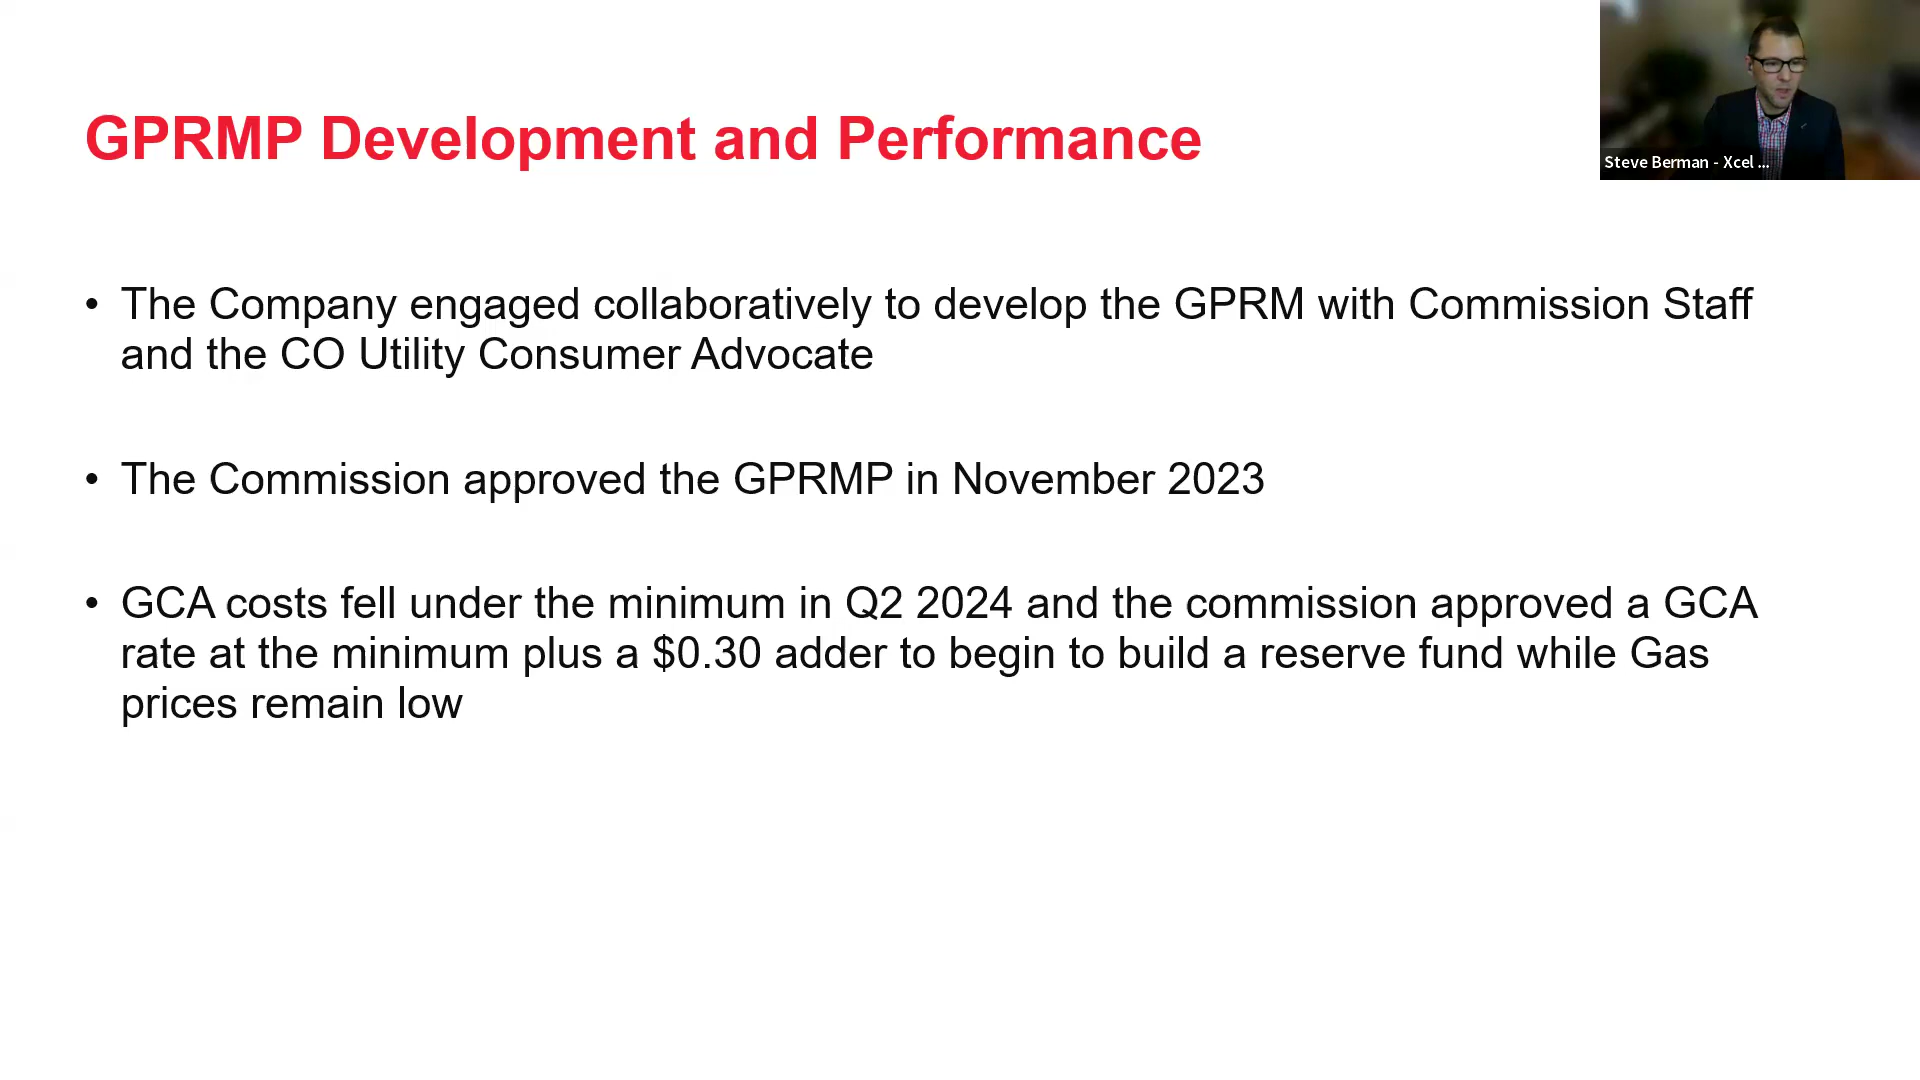 GPRMP Development and Performance
Steve Berman - Xcel ...
• The Company engaged collaboratively to develop the GPRM with Commission Staff
and the CO Utility Consumer Advocate
• The Commission approved the GPRMP in November 2023
• GCA costs fell under the minimum in Q2 2024 and the commission approved a GCA
rate at the minimum plus a $0.30 adder to begin to build a reserve fund while Gas
prices remain low